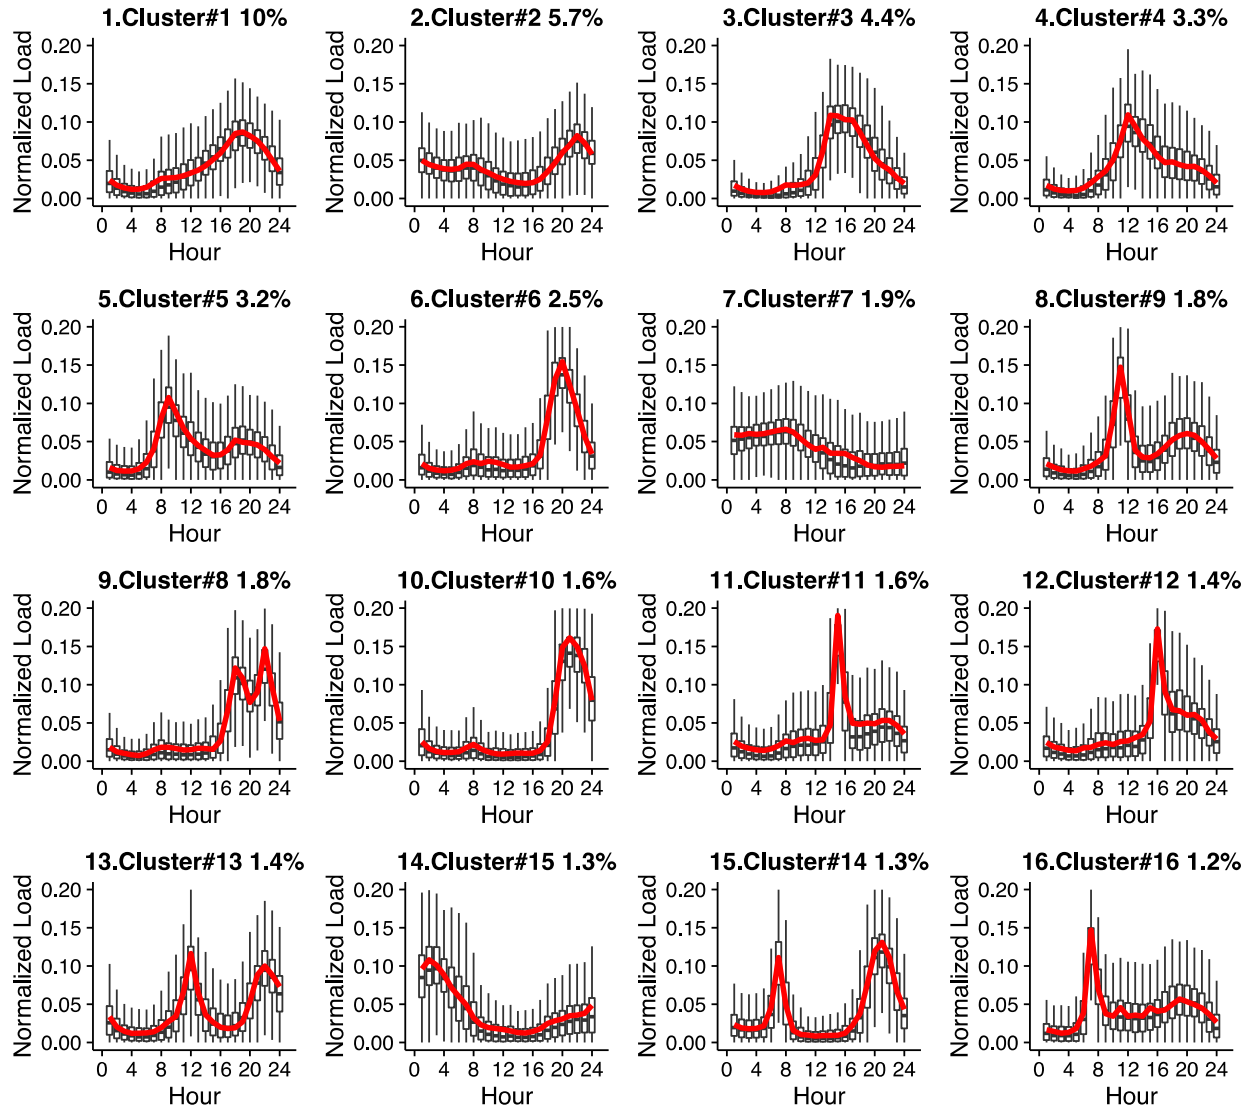 1.Cluster#1 10%
Normalized Load
0.20
0.15
0.10
0.05
0.00
0 4 8 12 16 20 24
Hour
2.Cluster#2 5.7%
Normalized Load
0.20
0.15
0.10
0.05
0.00
0 4 8 12 16 20 24
Hour
3.Cluster#3 4.4%
Normalized Load
0.20
0.15
0.10
0.05
0.00
0 4 8 12 16 20 24
Hour
4.Cluster#4 3.3%
Normalized Load
0.20
0.15
0.10
0.05
0.00
0 4 8 12 16 20 24
Hour
5.Cluster#5 3.2%
Normalized Load
0.20
0.15
0.10
0.05
0.00
0 4 8 12 16 20 24
Hour
6.Cluster#6 2.5%
Normalized Load
0.20
0.15
0.10
0.05
0.00
0 4 8 12 16 20 24
Hour
7.Cluster#7 1.9%
Normalized Load
0.20
0.15
0.10
0.05
0.00
0 4 8 12 16 20 24
Hour
8.Cluster#9 1.8%
Normalized Load
0.20
0.15
0.10
0.05
0.00
0 4 8 12 16 20 24
Hour
9.Cluster#8 1.8%
Normalized Load
0.20
0.15
0.10
0.05
0.00
0 4 8 12 16 20 24
Hour
10.Cluster#10 1.6%
Normalized Load
0.20
0.15
0.10
0.05
0.00
0 4 8 12 16 20 24
Hour
11.Cluster#11 1.6%
Normalized Load
0.20
0.15
0.10
0.05
0.00
0 4 8 12 16 20 24
Hour
12.Cluster#12 1.4%
Normalized Load
0.20
0.15
0.10
0.05
0.00
0 4 8 12 16 20 24
Hour
13.Cluster#13 1.4%
Normalized Load
0.20
0.15
0.10
0.05
0.00
0 4 8 12 16 20 24
Hour
14.Cluster#15 1.3%
Normalized Load
0.20
0.15
0.10
0.05
0.00
0 4 8 12 16 20 24
Hour
15.Cluster#14 1.3%
Normalized Load
0.20
0.15
0.10
0.05
0.00
0 4 8 12 16 20 24
Hour
16.Cluster#16 1.2%
Normalized Load
0.20
0.15
0.10
0.05
0.00
0 4 8 12 16 20 24
Hour